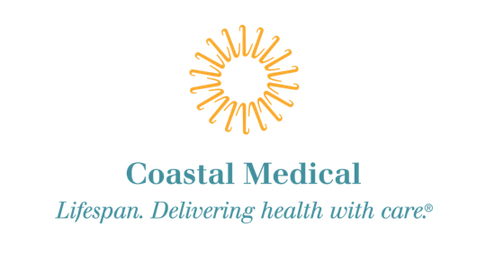 Coastal Medical
Lifespan. Delivering health with care.®